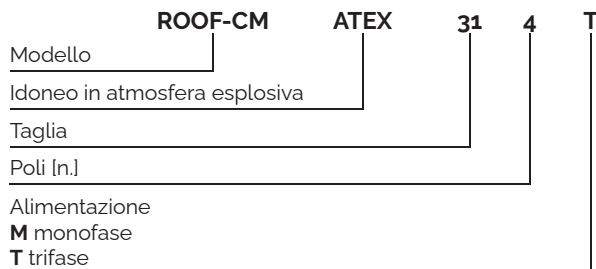 ROOF-CM ATEX 31 4 T
Modello
Idoneo in atmosfera esplosiva
Taglia
Poli [n.]
Alimentazione
M monofase
T trifase